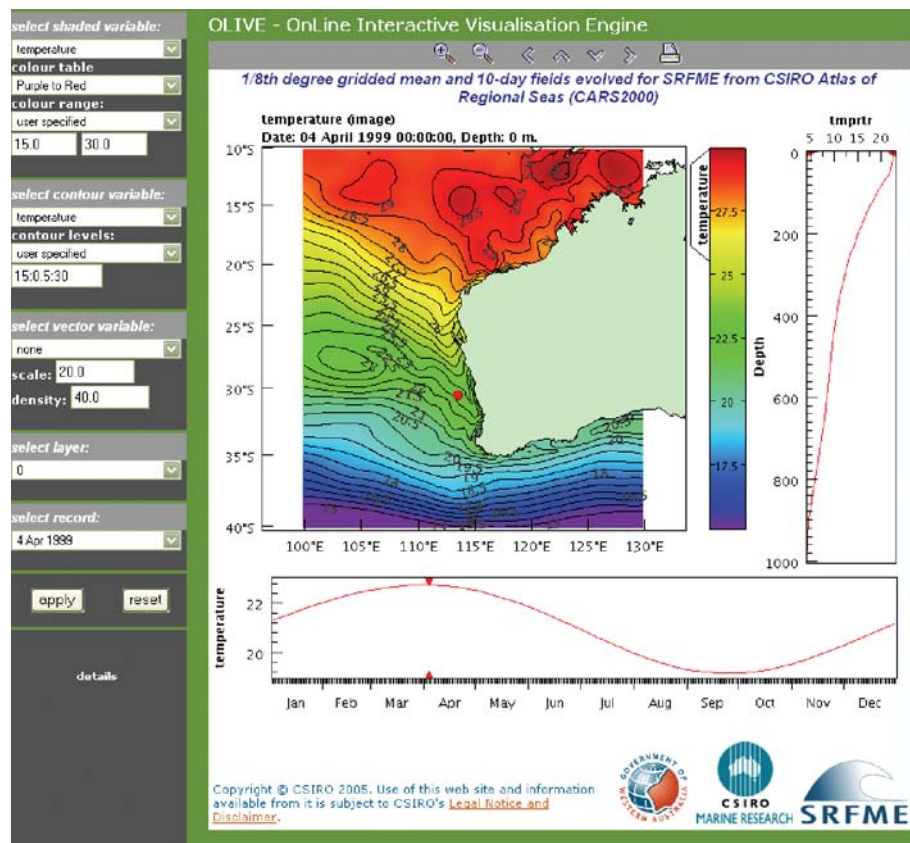 select shaded variable:
temperature
colour table
Purple to Red
colour range:
user specified
15.0 30.0
select contour variable:
temperature
contour levels:
user specified
15:0.5:30
select vector variable:
none
scale: 20.0
density: 40.0
select layer:
0
select record:
4 Apr 1999
apply reset
details
OLIVE - OnLine Interactive Visualisation Engine
1/8th degree gridded mean and 10-day fields evolved for SRFME from CSIRO Atlas of
Regional Seas (CARS2000)
temperature (image)
Date: 04 April 1999 00:00:00, Depth: 0 m.
10°S
15°S
20°S
25°S
30°S
35°S
40°S
100°E 105°E 110°E 115°E 120°E 125°E 130°E
temperature
27.5
25
22.5
20
17.5
tmprtr
5 10 15 20
Depth
0
200
400
600
800
1000
temperature
22
20
Jan Feb Mar Apr May Jun Jul Aug Sep Oct Nov Dec
Copyright © CSIRO 2005. Use of this web site and information
available from it is subject to CSIRO's Legal Notice and
Disclaimer.
GOVERNMENT OF
WESTERN AUSTRALIA
CSIRO
MARINE RESEARCH
SRFME